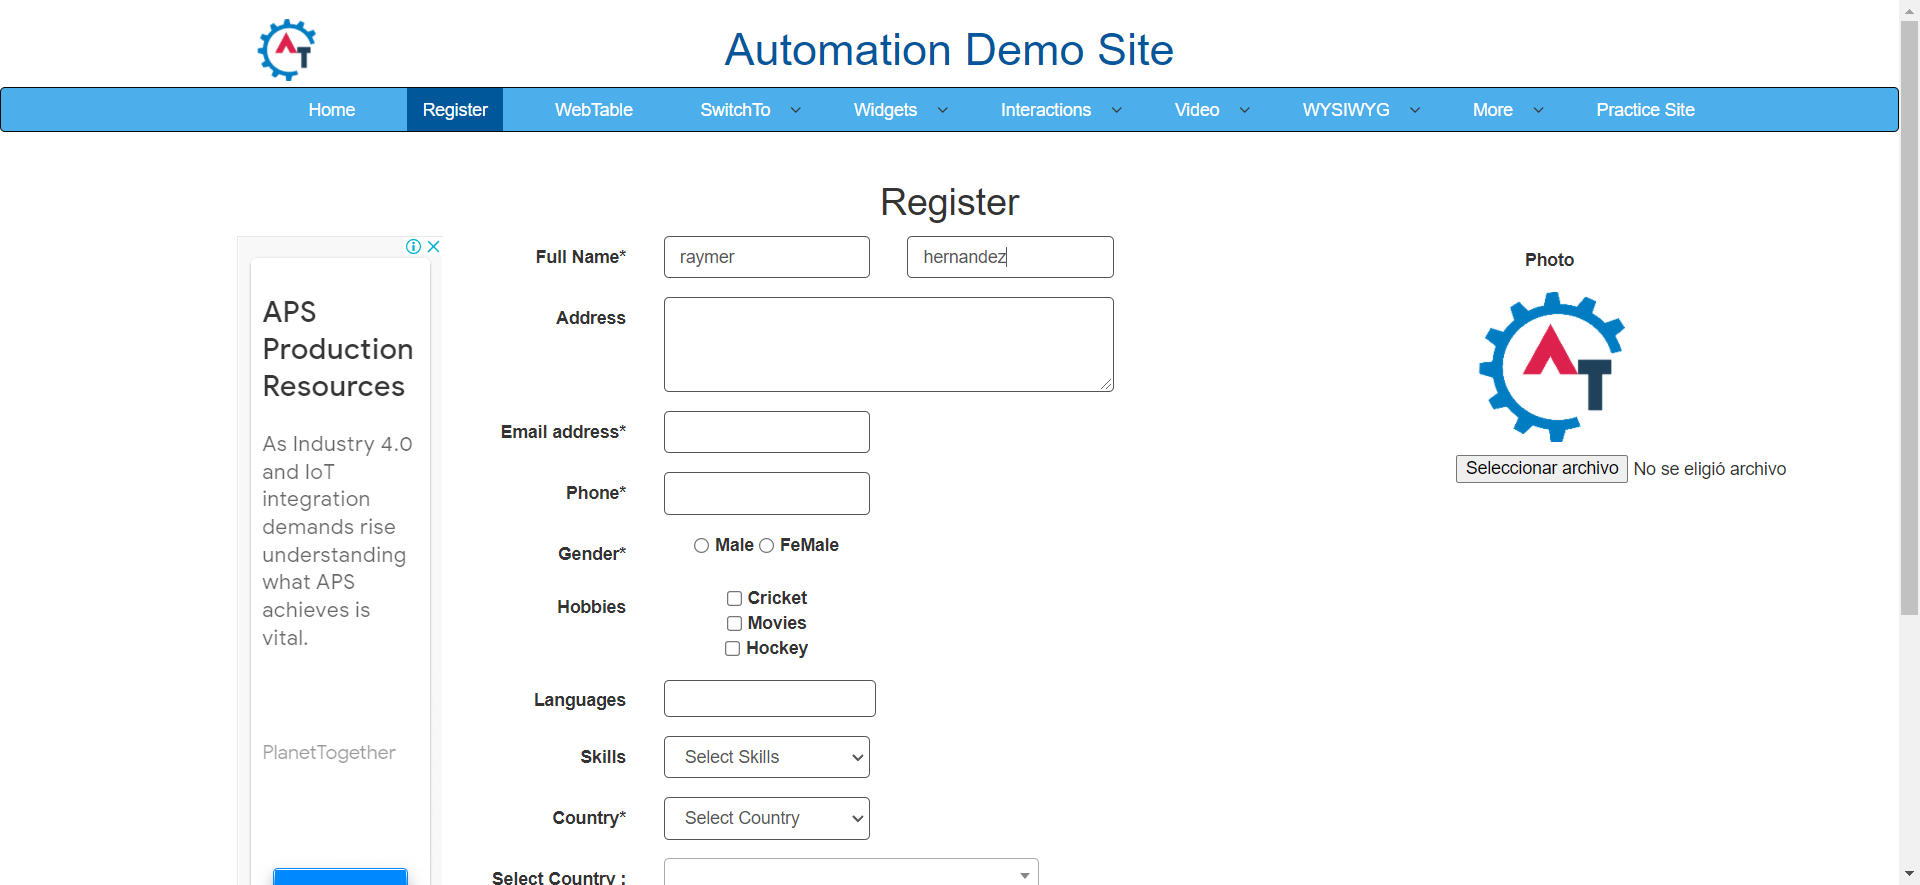 AT
Automation Demo Site
Home Register WebTable SwitchTo Widgets Interactions Video WYSIWYG More Practice Site
Register
APS
Production
Resources
As Industry 4.0
and IoT
integration
demands rise
understanding
what APS
achieves is
vital.
PlanetTogether
Full Name* raymer hernandez
Address
Email address*
Phone*
Gender* Male FeMale
Hobbies Cricket
Movies
Hockey
Languages
Skills Select Skills
Country* Select Country
Select Country :
Photo
AT
Seleccionar archivo No se eligió archivo